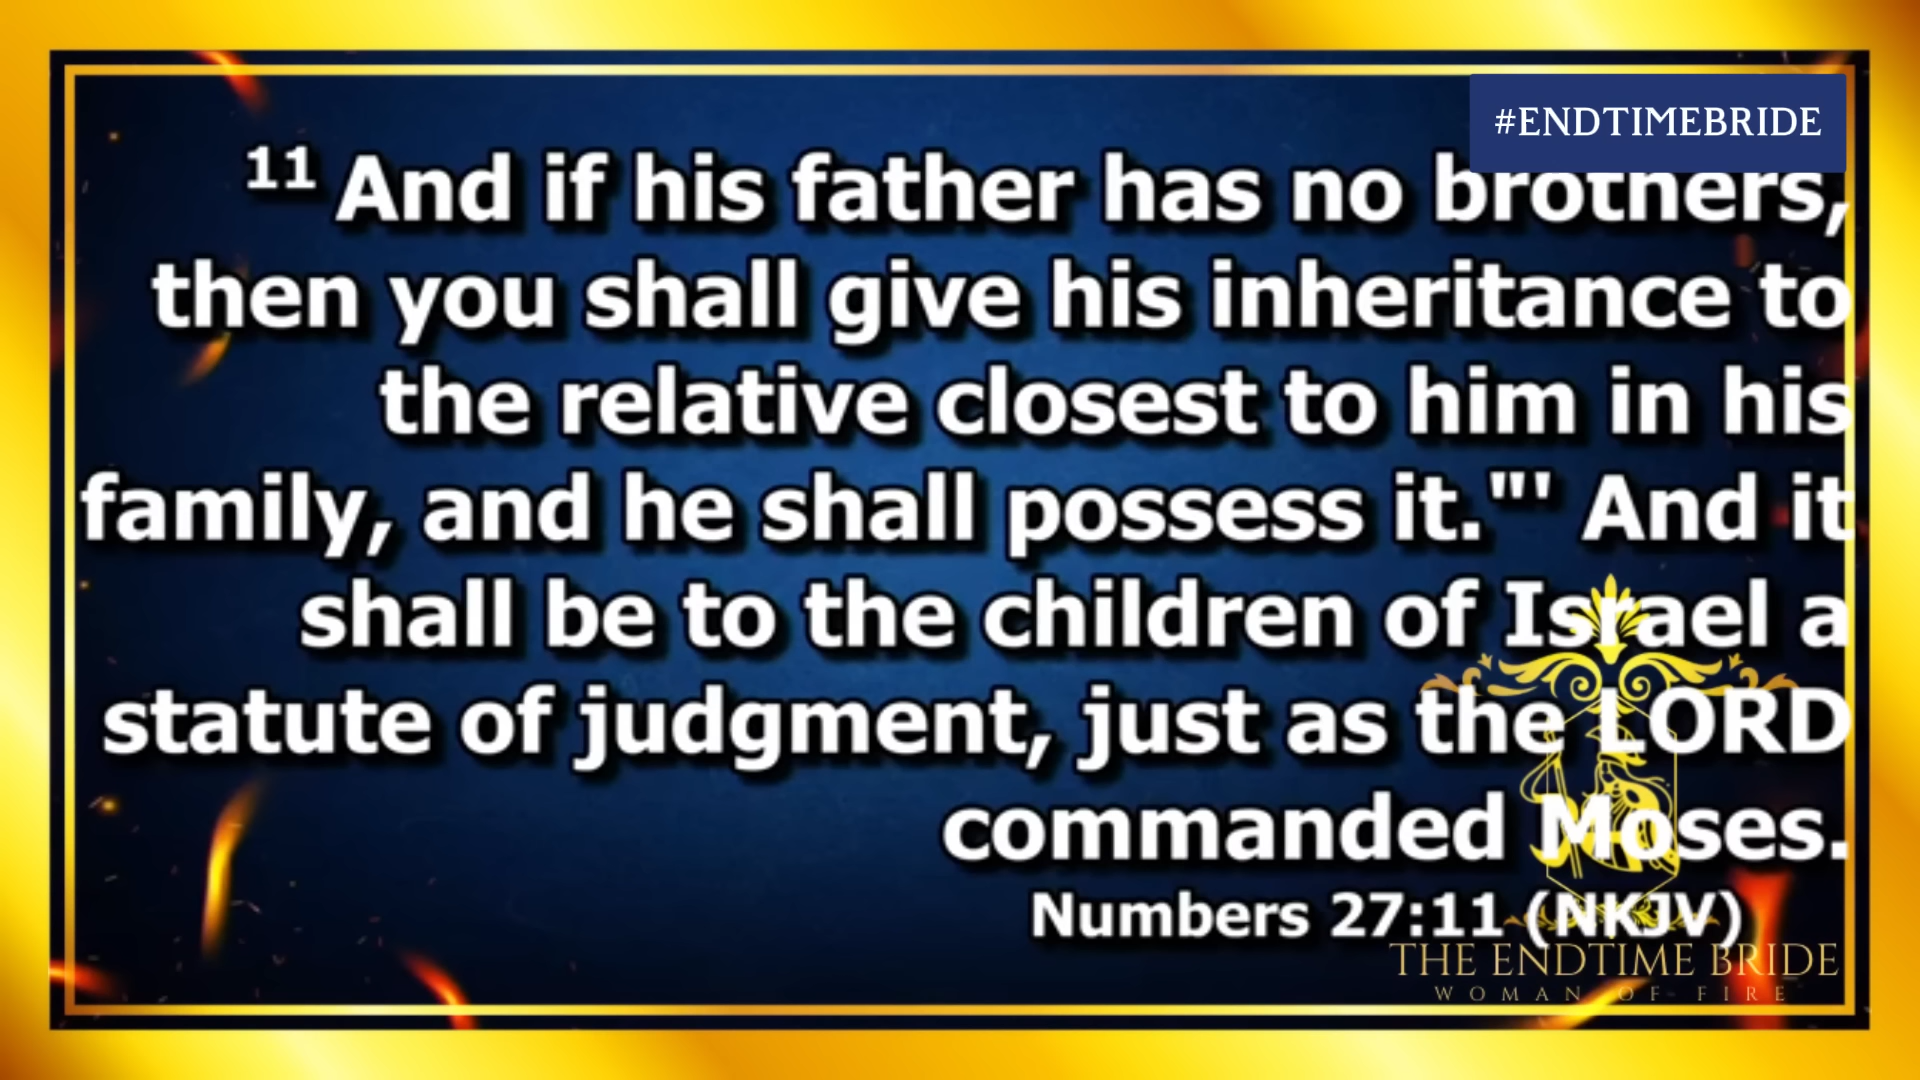 #ENDTIMEBRIDE
11 And if his father has no brothers,
then you shall give his inheritance to
the relative closest to him in his
family, and he shall possess it."' And it
shall be to the children of Israel a
statute of judgment, just as the LORD
commanded Moses.
Numbers 27:11 (NKJV)
THE ENDTIME BRIDE
WOMAN OF FIRE